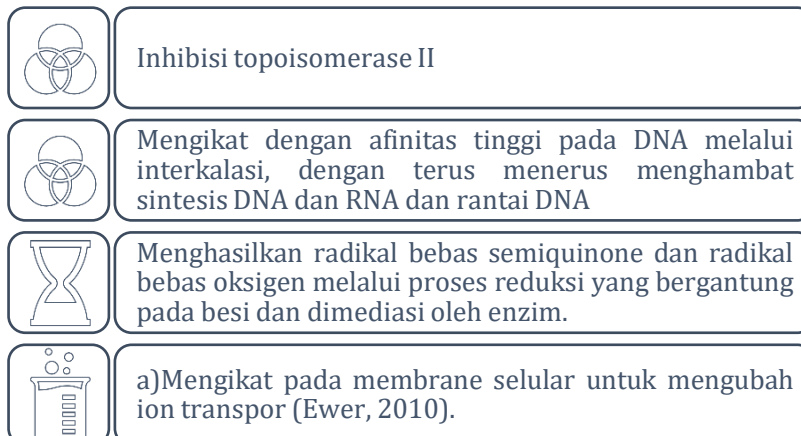 Inhibisi topoisomerase II
Mengikat dengan afinitas tinggi pada DNA melalui
interkalasi, dengan terus menerus menghambat
sintesis DNA dan RNA dan rantai DNA
Menghasilkan radikal bebas semiquinone dan radikal
bebas oksigen melalui proses reduksi yang bergantung
pada besi dan dimediasi oleh enzim.
a)Mengikat pada membrane selular untuk mengubah
ion transpor (Ewer, 2010).